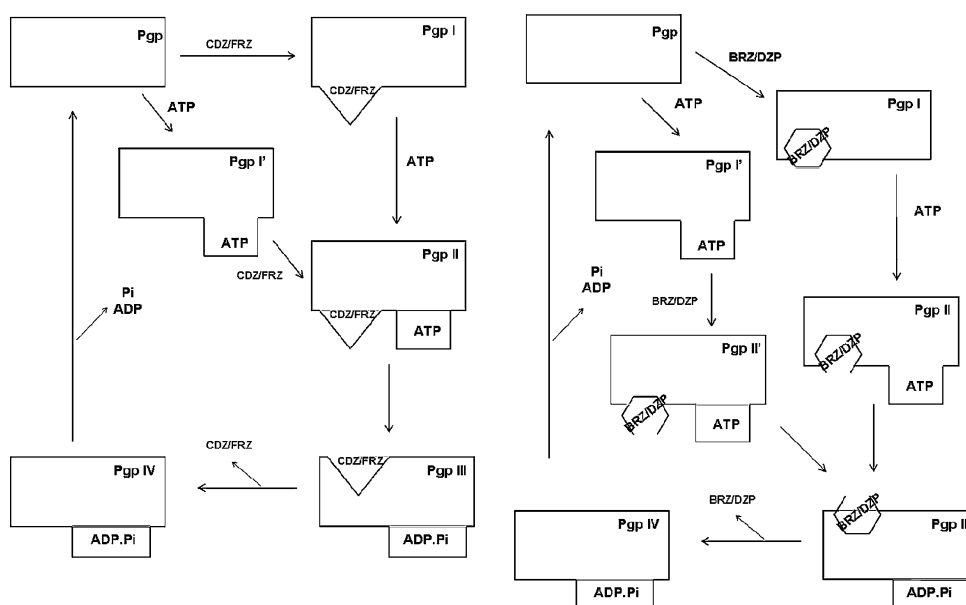 Pgp
CDZ/FRZ
Pgp I
CDZ/FRZ
ATP
Pgp I'
ATP
ATP
CDZ/FRZ
Pgp II
CDZ/FRZ
ATP
Pi
ADP
CDZ/FRZ
Pgp IV
ADP.Pi
CDZ/FRZ
Pgp III
ADP.Pi
Pgp
BRZ/DZP
Pgp I
BRZ/DZP
ATP
Pgp I'
ATP
ATP
BRZ/DZP
Pi
ADP
Pgp II
BRZ/DZP
ATP
Pgp II'
BRZ/DZP
ATP
BRZ/DZP
Pgp IV
ADP.Pi
BRZ/DZP
Pgp II
ADP.Pi